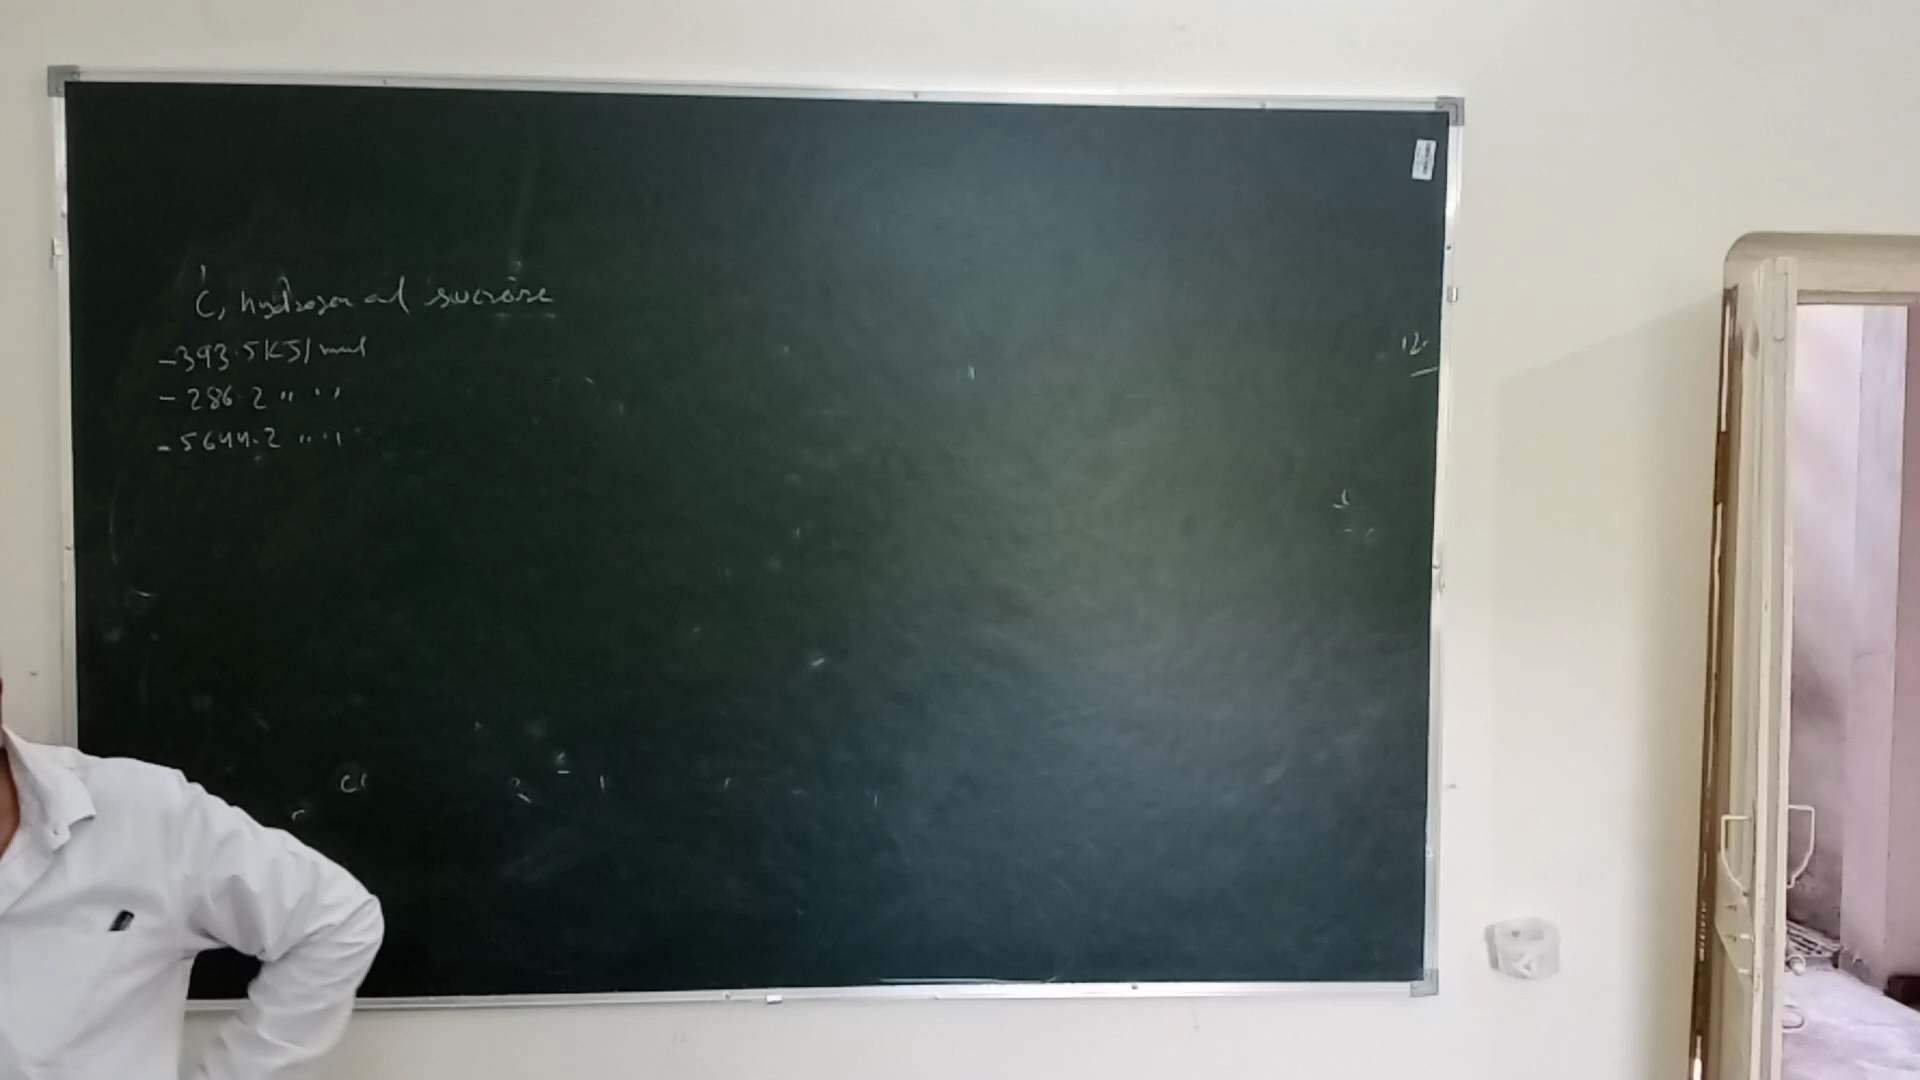 C, hydrogen and sucrose
-393.5 KJ/mol
-286.2 " "
-5644.2 " "